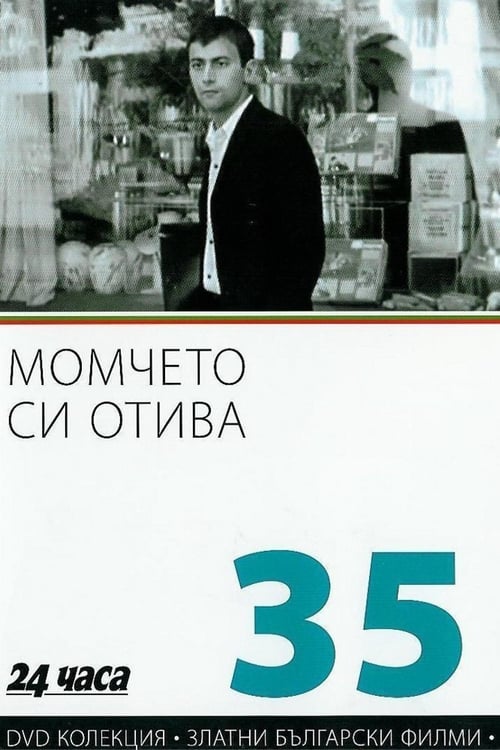 МОМЧЕТО
СИ ОТИВА
35
24 часа
DVD КОЛЕКЦИЯ • ЗЛАТНИ БЪЛГАРСКИ ФИЛМИ •